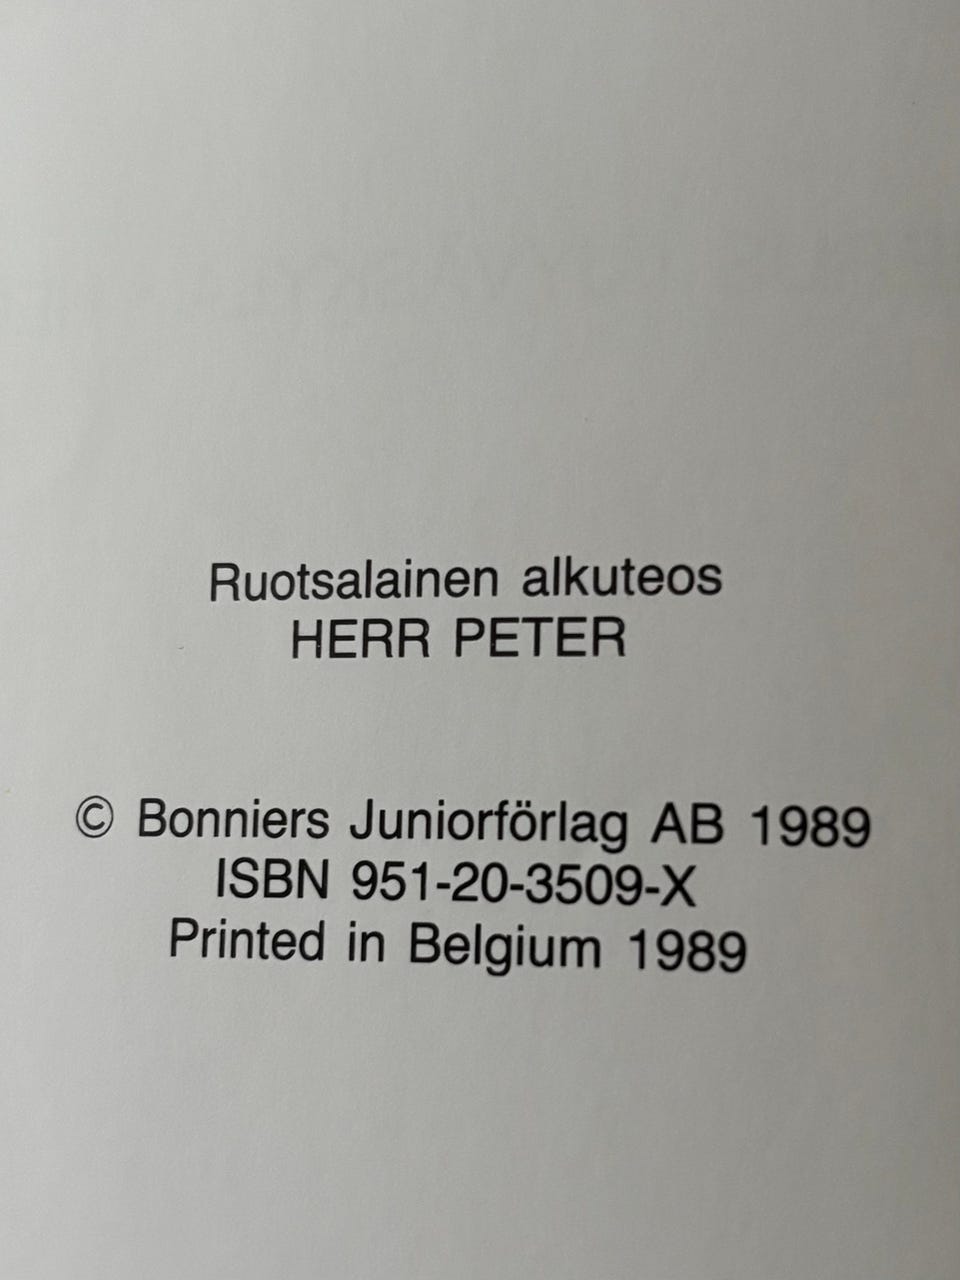 Ruotsalainen alkuteos
HERR PETER
© Bonniers Juniorförlag AB 1989
ISBN 951-20-3509-X
Printed in Belgium 1989